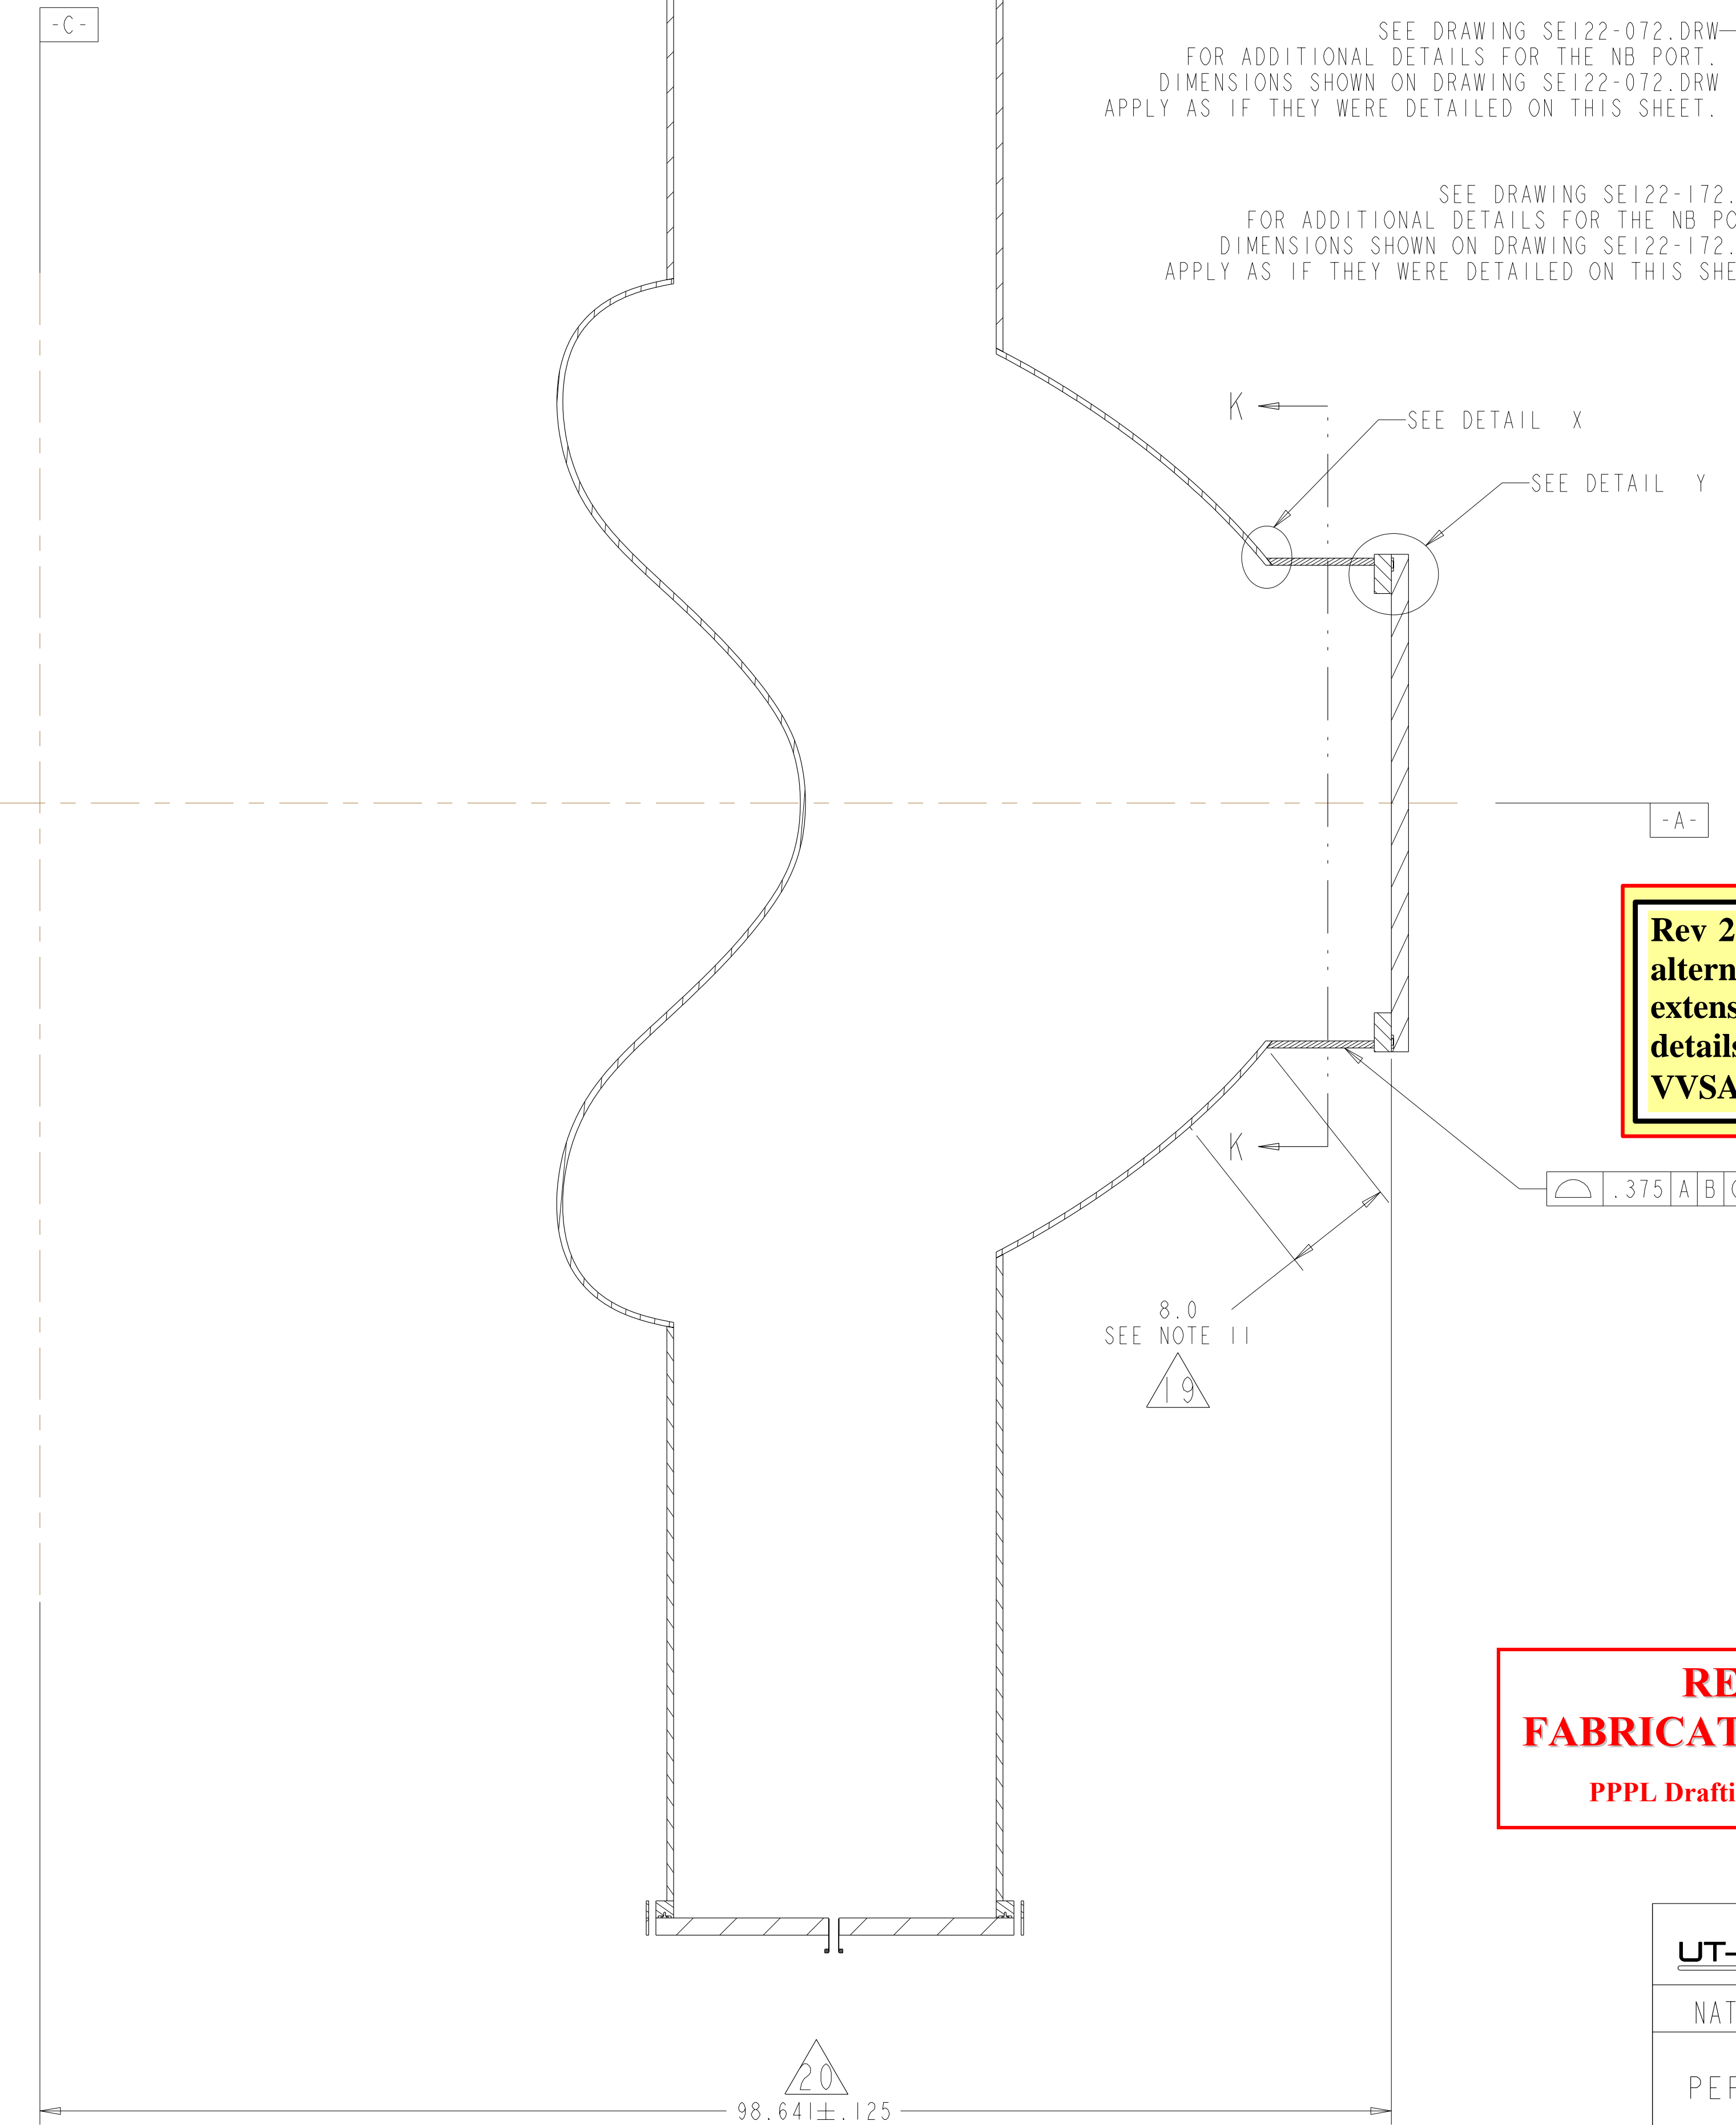 -C-
SEE DRAWING SE122-072.DRW
FOR ADDITIONAL DETAILS FOR THE NB PORT.
DIMENSIONS SHOWN ON DRAWING SE122-072.DRW
APPLY AS IF THEY WERE DETAILED ON THIS SHEET.
SEE DRAWING SE122-172.
FOR ADDITIONAL DETAILS FOR THE NB PO
DIMENSIONS SHOWN ON DRAWING SE122-172.
APPLY AS IF THEY WERE DETAILED ON THIS SHE
K
SEE DETAIL X
SEE DETAIL Y
-A-
Rev 2
altern
extens
details
VVSA
K
.375 A B
8.0
SEE NOTE 11
19
RE
FABRICAT
PPPL Drafti
UT-
NAT
PER
20
98.641±.125